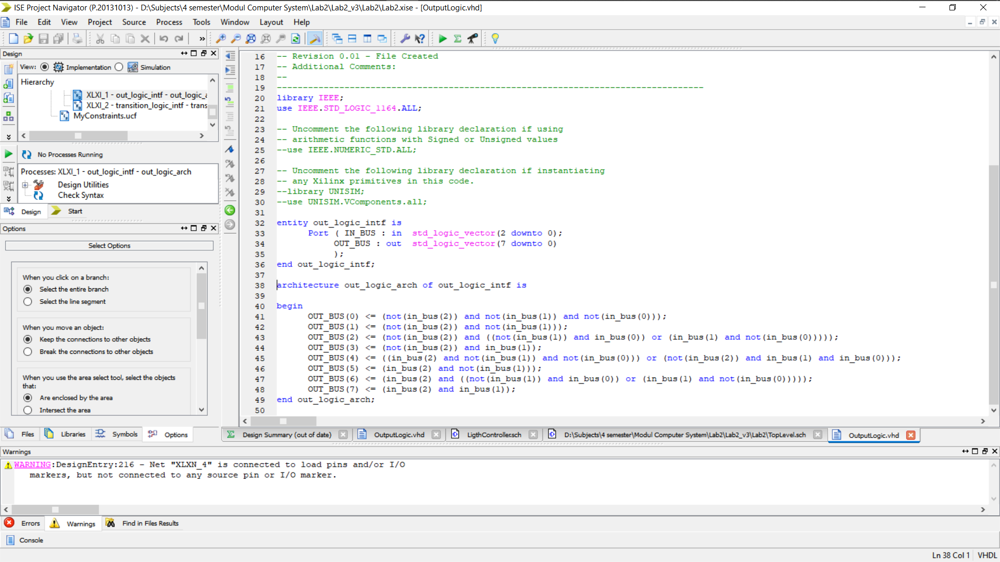 ISE Project Navigator (P.20131013) - D:\Subjects\4 semester\Modul Computer System\Lab2\Lab2_v3\Lab2\Lab2.xise - [OutputLogic.vhd]
File Edit View Project Source Process Tools Window Layout Help
Design
View: Implementation Simulation
Hierarchy
XLXI_1 - out_logic_intf - out_logic_a
XLXI_2 - transition_logic_intf - trans
MyConstraints.ucf
No Processes Running
Processes: XLXI_1 - out_logic_intf - out_logic_arch
Design Utilities
Check Syntax
Design Start
Options
Select Options
When you click on a branch:
Select the entire branch
Select the line segment
When you move an object:
Keep the connections to other objects
Break the connections to other objects
When you use the area select tool, select the objects
that:
Are enclosed by the area
Intersect the area
Files Libraries Symbols Options
16 -- Revision 0.01 - File Created
17 -- Additional Comments:
18 --
19 ----------------------------------------------------------------------------------
20 library IEEE;
21 use IEEE.STD_LOGIC_1164.ALL;
22
23 -- Uncomment the following library declaration if using
24 -- arithmetic functions with Signed or Unsigned values
25 --use IEEE.NUMERIC_STD.ALL;
26
27 -- Uncomment the following library declaration if instantiating
28 -- any Xilinx primitives in this code.
29 --library UNISIM;
30 --use UNISIM.VComponents.all;
31
32 entity out_logic_intf is
33 Port ( IN_BUS : in  std_logic_vector(2 downto 0);
34 OUT_BUS : out  std_logic_vector(7 downto 0)
35 );
36 end out_logic_intf;
37
38 architecture out_logic_arch of out_logic_intf is
39
40 begin
41 OUT_BUS(0) <= (not(in_bus(2)) and not(in_bus(1)) and not(in_bus(0)));
42 OUT_BUS(1) <= (not(in_bus(2)) and not(in_bus(1)));
43 OUT_BUS(2) <= (not(in_bus(2)) and ((not(in_bus(1)) and in_bus(0)) or (in_bus(1) and not(in_bus(0)))));
44 OUT_BUS(3) <= (not(in_bus(2)) and in_bus(1));
45 OUT_BUS(4) <= ((in_bus(2) and not(in_bus(1)) and not(in_bus(0))) or (not(in_bus(2)) and in_bus(1) and in_bus(0)));
46 OUT_BUS(5) <= (in_bus(2) and not(in_bus(1)));
47 OUT_BUS(6) <= (in_bus(2) and ((not(in_bus(1)) and in_bus(0)) or (in_bus(1) and not(in_bus(0)))));
48 OUT_BUS(7) <= (in_bus(2) and in_bus(1));
49 end out_logic_arch;
50
Design Summary (out of date) OutputLogic.vhd LigthController.sch D:\Subjects\4 semester\Modul Computer System\Lab2\Lab2_v3\Lab2\TopLevel.sch OutputLogic.vhd
Warnings
WARNING:DesignEntry:216 - Net "XLXN_4" is connected to load pins and/or I/O
markers, but not connected to any source pin or I/O marker.
Errors Warnings Find in Files Results
Console
Ln 38 Col 1 VHDL